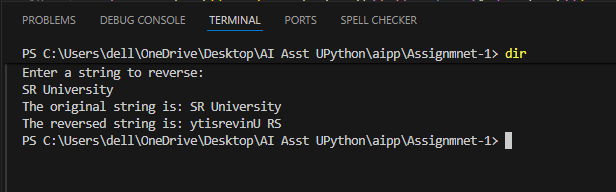 PROBLEMS DEBUG CONSOLE TERMINAL PORTS SPELL CHECKER
PS C:\Users\dell\OneDrive\Desktop\AI Asst UPython\aipp\Assignmnet-1> dir
Enter a string to reverse:
SR University
The original string is: SR University
The reversed string is: ytisrevinU RS
PS C:\Users\dell\OneDrive\Desktop\AI Asst UPython\aipp\Assignmnet-1>